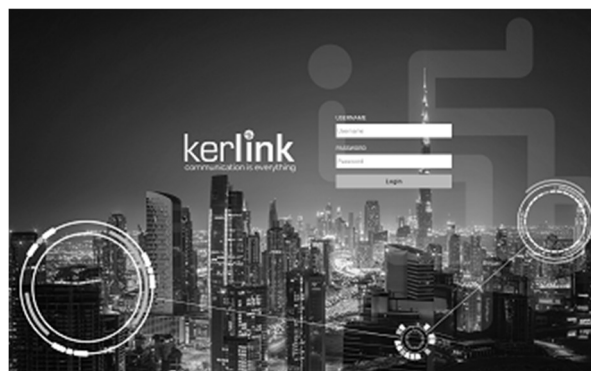 kerlink
communication is everything
USERNAME
Username
PASSWORD
Password
Login